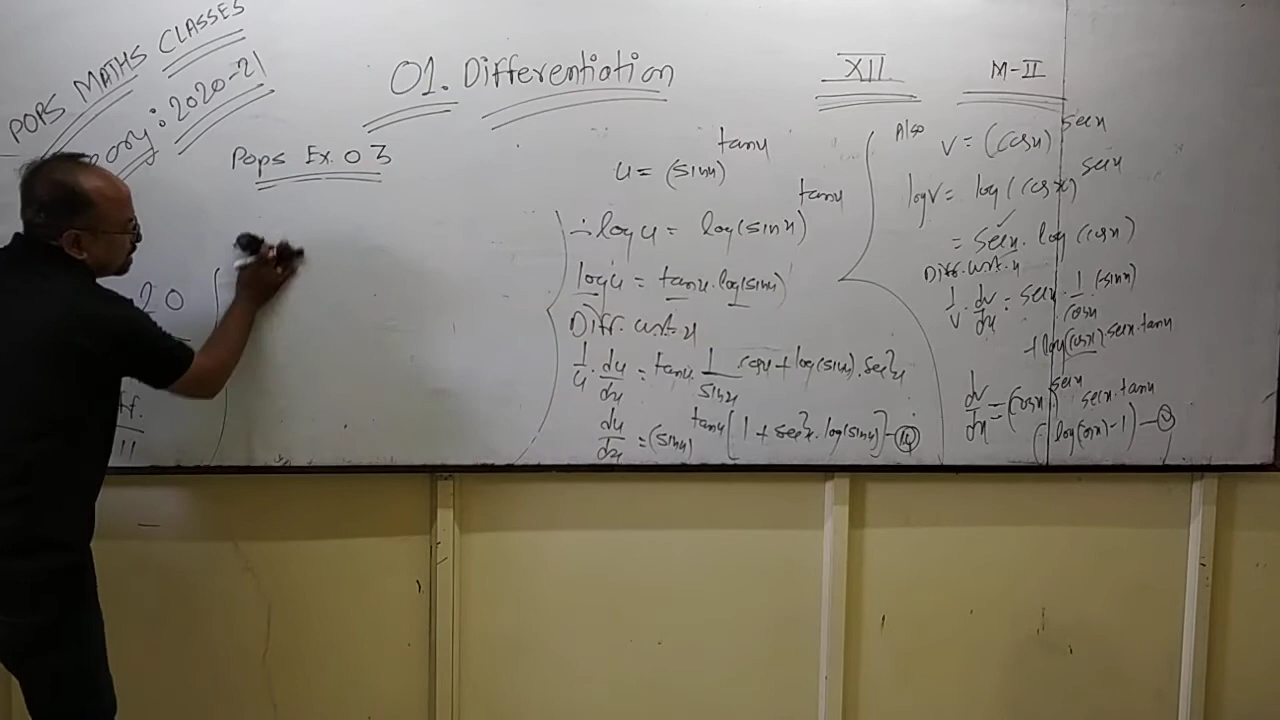 POPS MATHS CLASSES
ory : 2020-21
01. Differentiation
XII
M-II
Pops Ex. 03
20
ff.
11
u = (sinx)^tanx
∴ log u = log(sinx)^tanx
log u = tanx. log(sinx)
Diff. w.r.t. x
1/u . du/dx = tanx. 1/sinx .cosx + log(sinx). sec²x
du/dx = (sinx)^tanx [1 + sec²x. log(sinx)] —
Also
v = (cosx)^secx
log v = log (cosx)^secx
= secx. log (cosx)
Diff. w.r.t. x
1/v . dv/dx = secx. 1/cosx . (-sinx)
+ log(cosx). secx. tanx
dv/dx = (cosx)^secx secx.tanx
(log(cosx) - 1) —